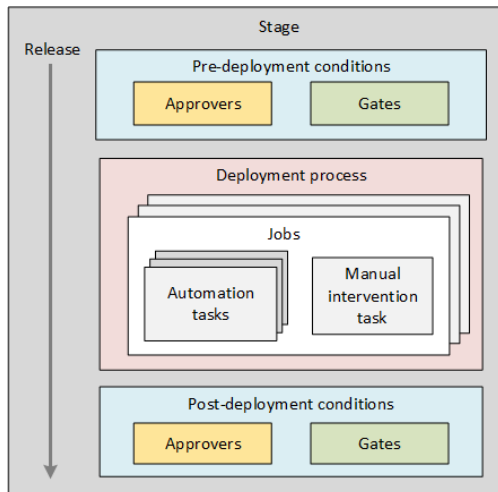 Stage
Release
Pre-deployment conditions
Approvers
Gates
Deployment process
Jobs
Automation
tasks
Manual
intervention
task
Post-deployment conditions
Approvers
Gates